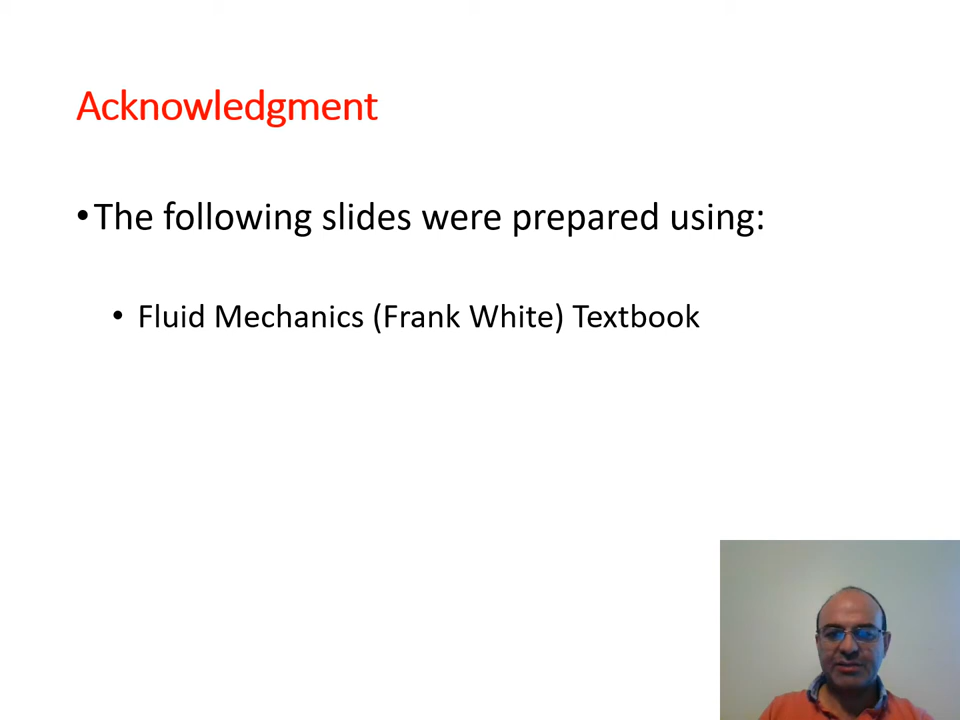 Acknowledgment
•The following slides were prepared using:
• Fluid Mechanics (Frank White) Textbook